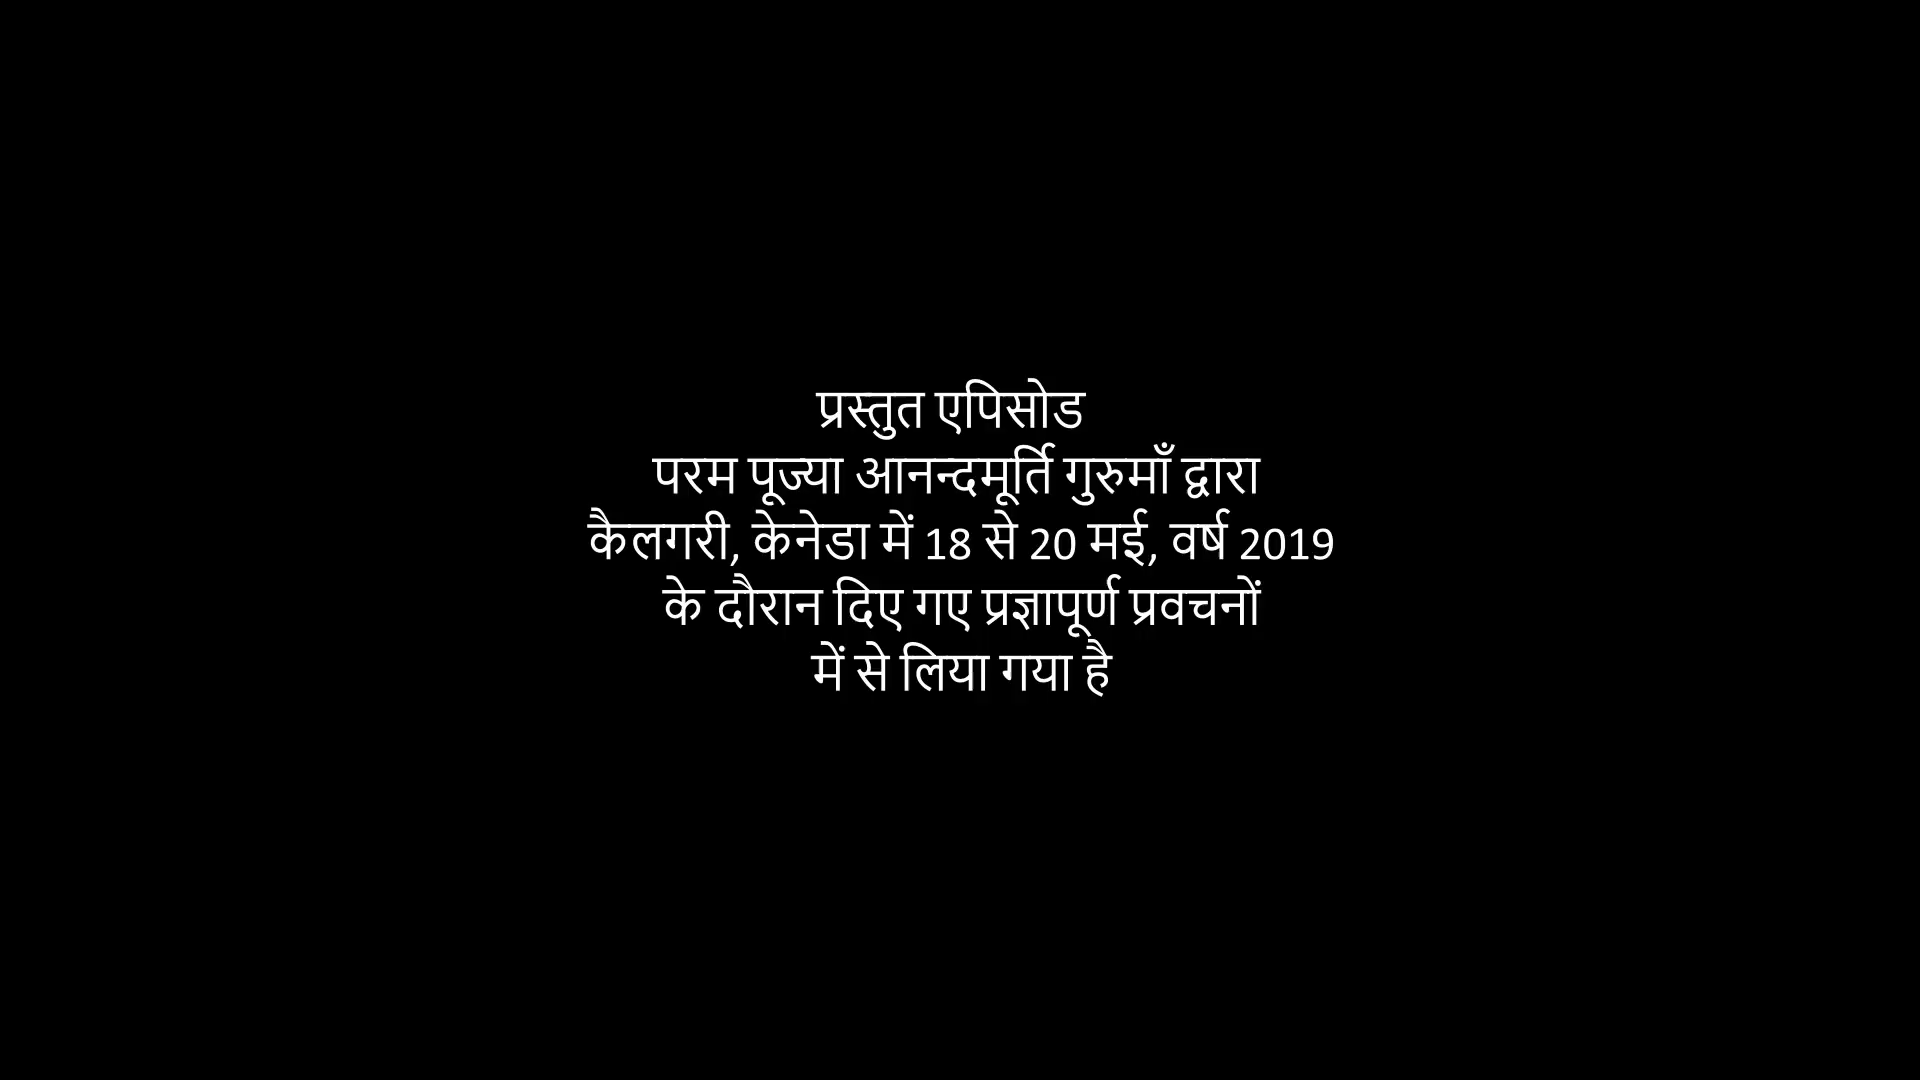 प्रस्तुत एपिसोड
परम पूज्या आनन्दमूर्ति गुरुमाँ द्वारा
कैलगरी, केनेडा में 18 से 20 मई, वर्ष 2019
के दौरान दिए गए प्रज्ञापूर्ण प्रवचनों
में से लिया गया है